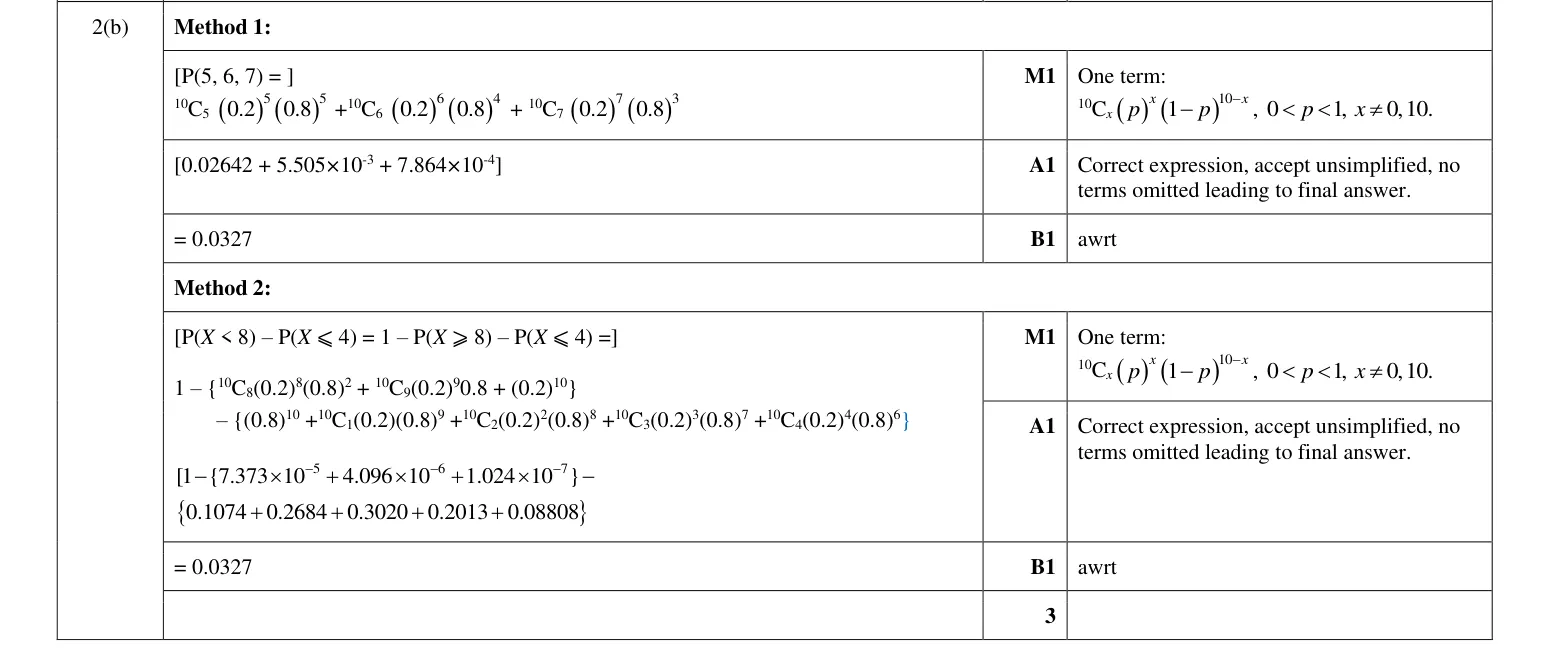 2(b) Method 1:
[P(5, 6, 7) = ] M1 One term:
¹⁰C₅ (0.2)⁵(0.8)⁵ +¹⁰C₆ (0.2)⁶(0.8)⁴ + ¹⁰C₇ (0.2)⁷(0.8)³ ¹⁰Cₓ(p)ˣ(1−p)¹⁰⁻ˣ, 0<p<1, x≠0,10.
[0.02642 + 5.505×10⁻³ + 7.864×10⁻⁴] A1 Correct expression, accept unsimplified, no
terms omitted leading to final answer.
= 0.0327 B1 awrt
Method 2:
[P(X < 8) – P(X ⩽ 4) = 1 – P(X ⩾ 8) – P(X ⩽ 4) =] M1 One term:
¹⁰Cₓ(p)ˣ(1−p)¹⁰⁻ˣ, 0<p<1, x≠0,10.
1 – {¹⁰C₈(0.2)⁸(0.8)² + ¹⁰C₉(0.2)⁹0.8 + (0.2)¹⁰}
– {(0.8)¹⁰ +¹⁰C₁(0.2)(0.8)⁹ +¹⁰C₂(0.2)²(0.8)⁸ +¹⁰C₃(0.2)³(0.8)⁷ +¹⁰C₄(0.2)⁴(0.8)⁶} A1 Correct expression, accept unsimplified, no
terms omitted leading to final answer.
[1−{7.373×10⁻⁵ +4.096×10⁻⁶ +1.024×10⁻⁷}−
{0.1074+0.2684+0.3020+0.2013+0.08808}
= 0.0327 B1 awrt
3